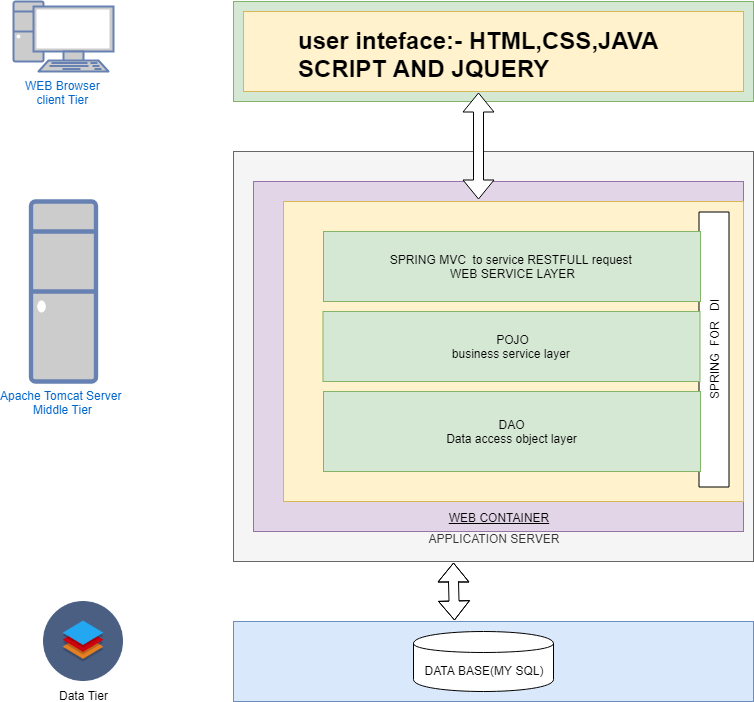 user inteface:- HTML,CSS,JAVA
SCRIPT AND JQUERY
WEB Browser
client Tier
SPRING MVC  to service RESTFULL request
WEB SERVICE LAYER
POJO
business service layer
DAO
Data access object layer
SPRING FOR DI
Apache Tomcat Server
Middle Tier
WEB CONTAINER
APPLICATION SERVER
DATA BASE(MY SQL)
Data Tier